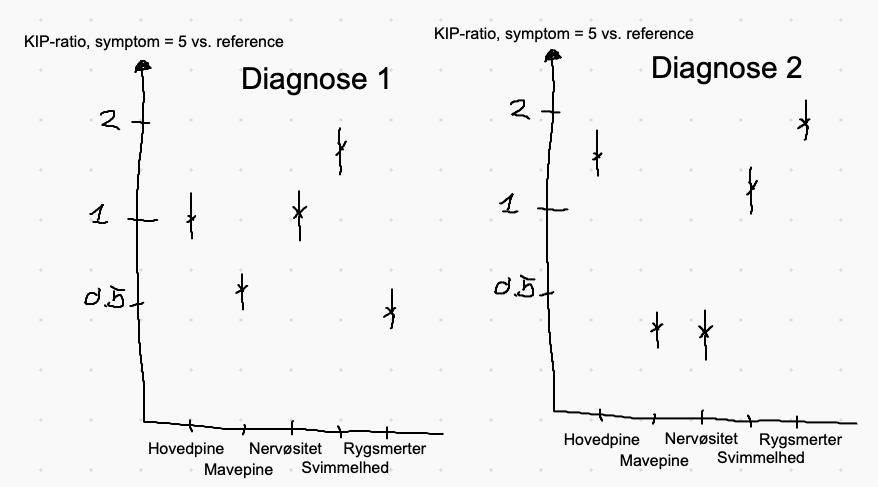 KIP-ratio, symptom = 5 vs. reference
Diagnose 1
2
1
0.5
Hovedpine
Mavepine
Nervøsitet
Svimmelhed
Rygsmerter
KIP-ratio, symptom = 5 vs. reference
Diagnose 2
2
1
0.5
Hovedpine
Mavepine
Nervøsitet
Svimmelhed
Rygsmerter